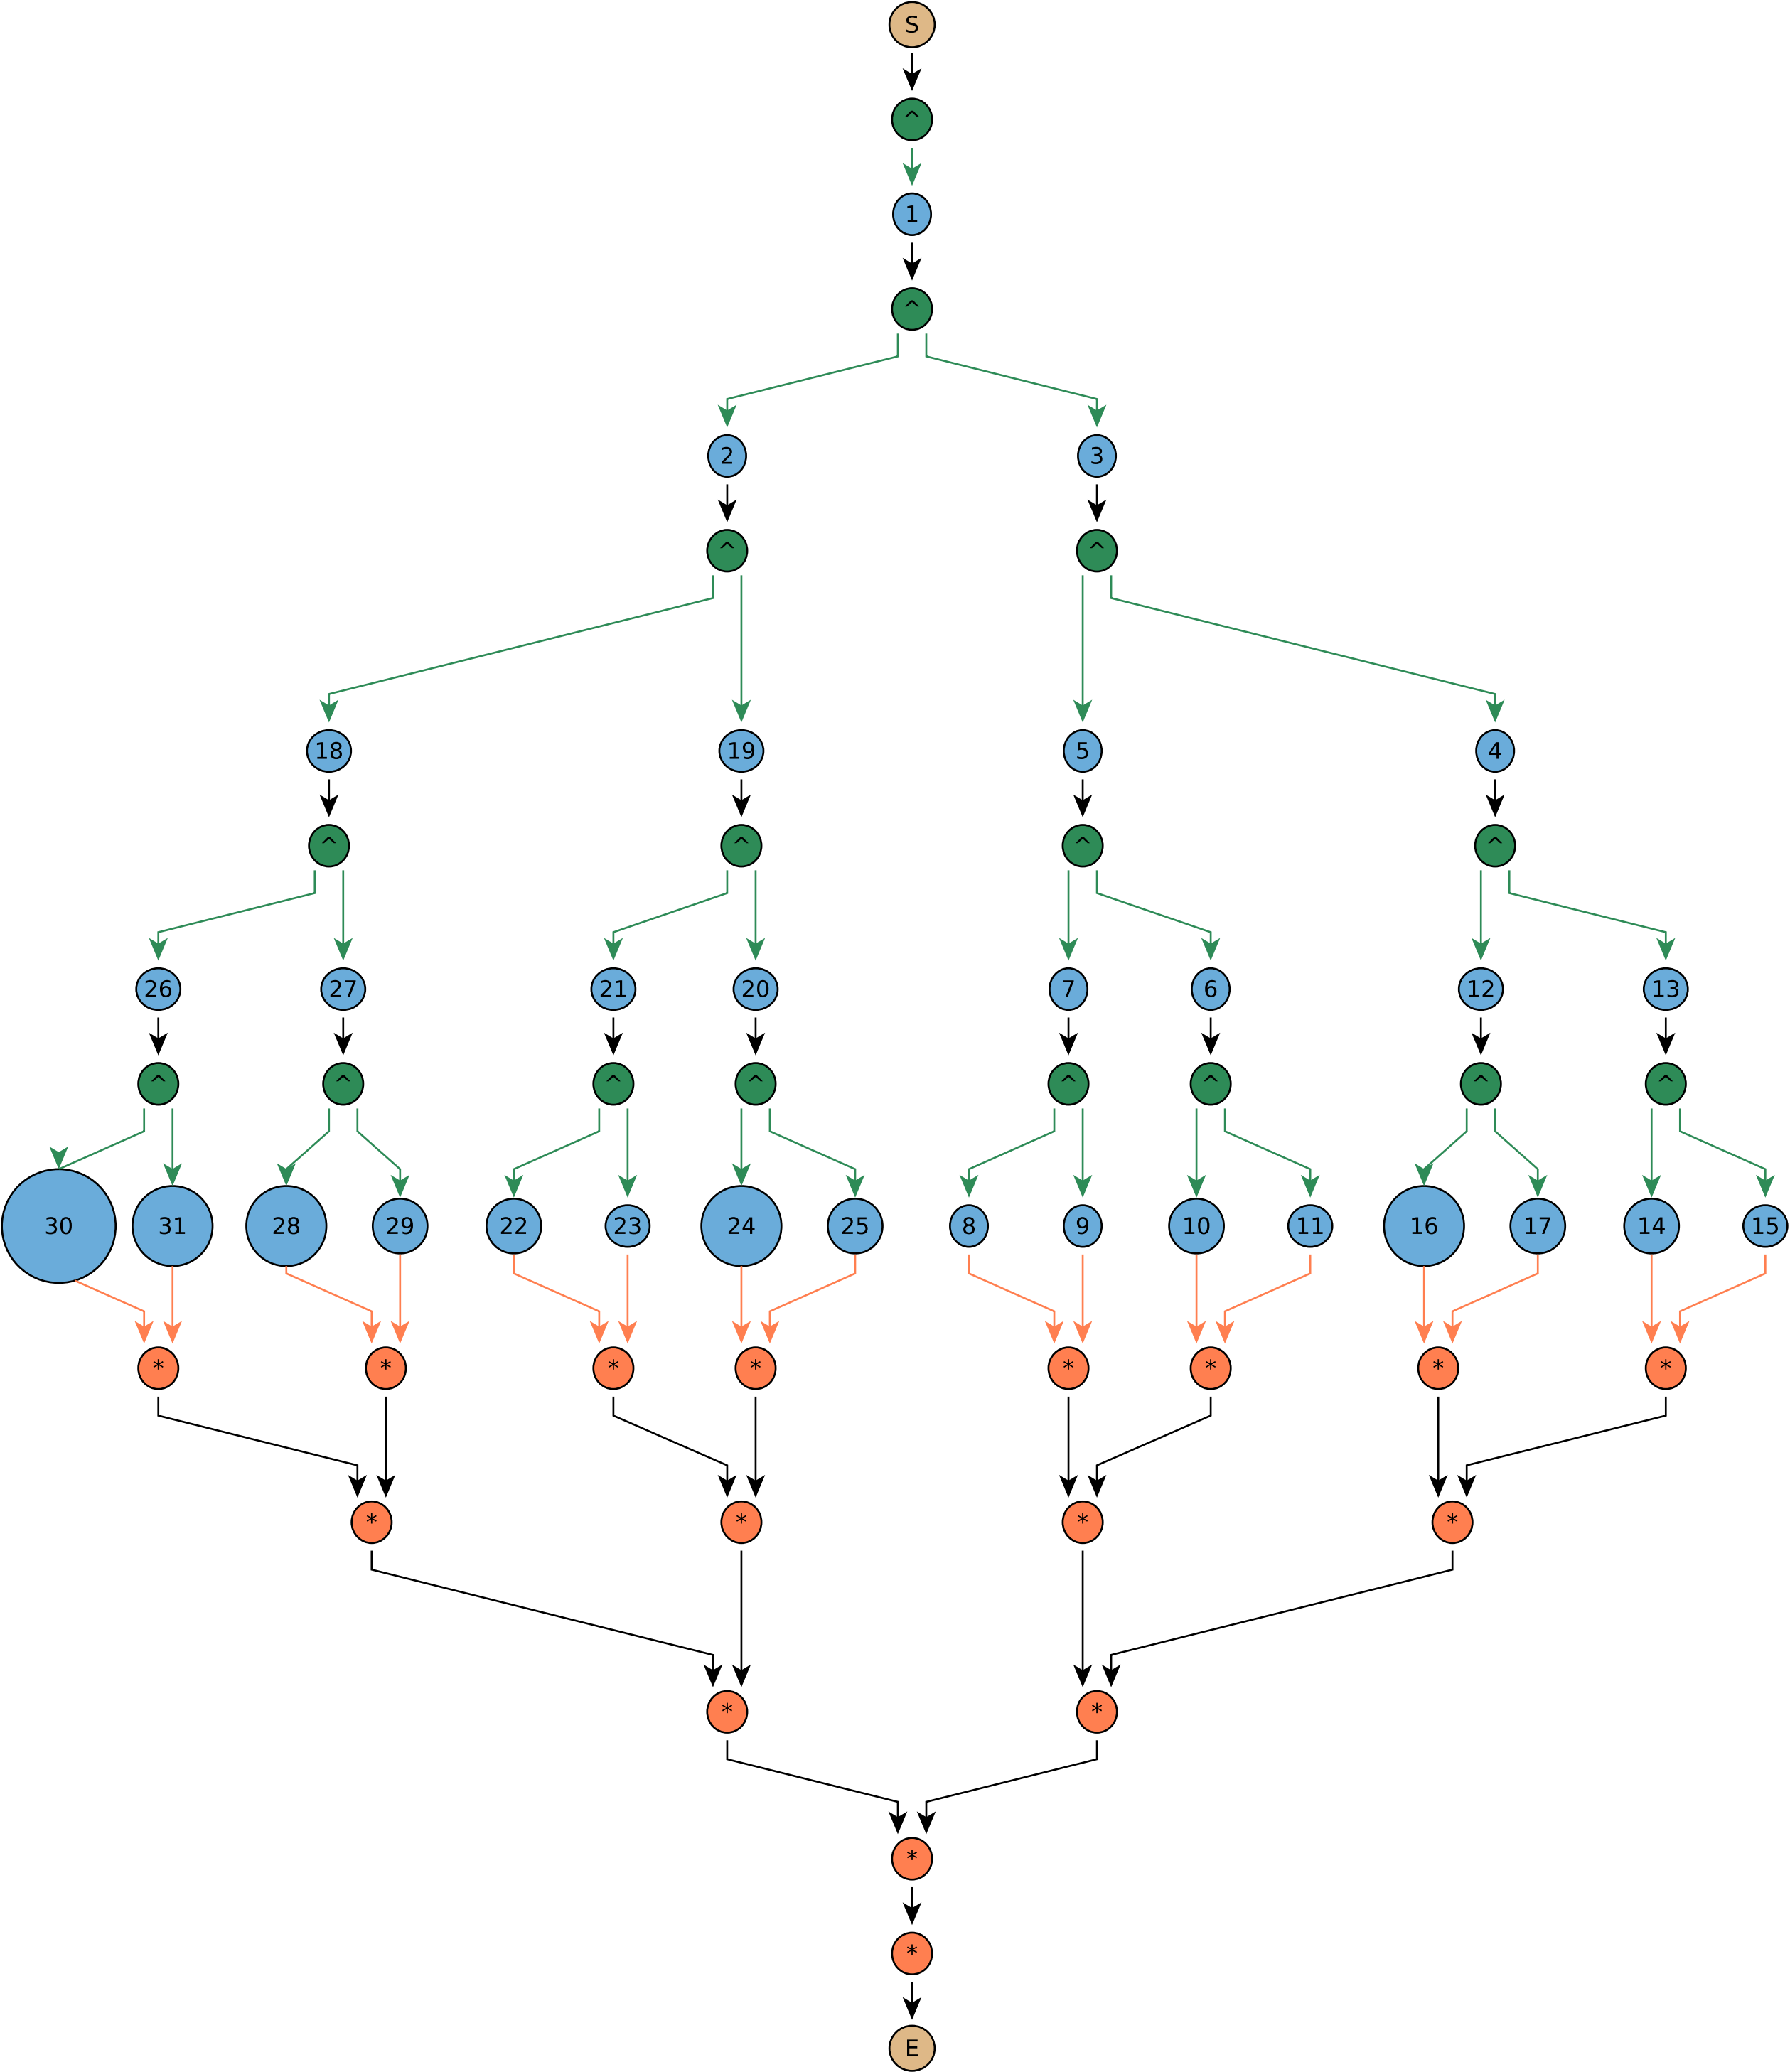 S
^
1
^
2 3
^ ^
18 19 5 4
^ ^ ^ ^
26 27 21 20 7 6 12 13
^ ^ ^ ^ ^ ^ ^ ^
30 31 28 29 22 23 24 25 8 9 10 11 16 17 14 15
* * * * * * * *
* * * *
* *
*
*
E